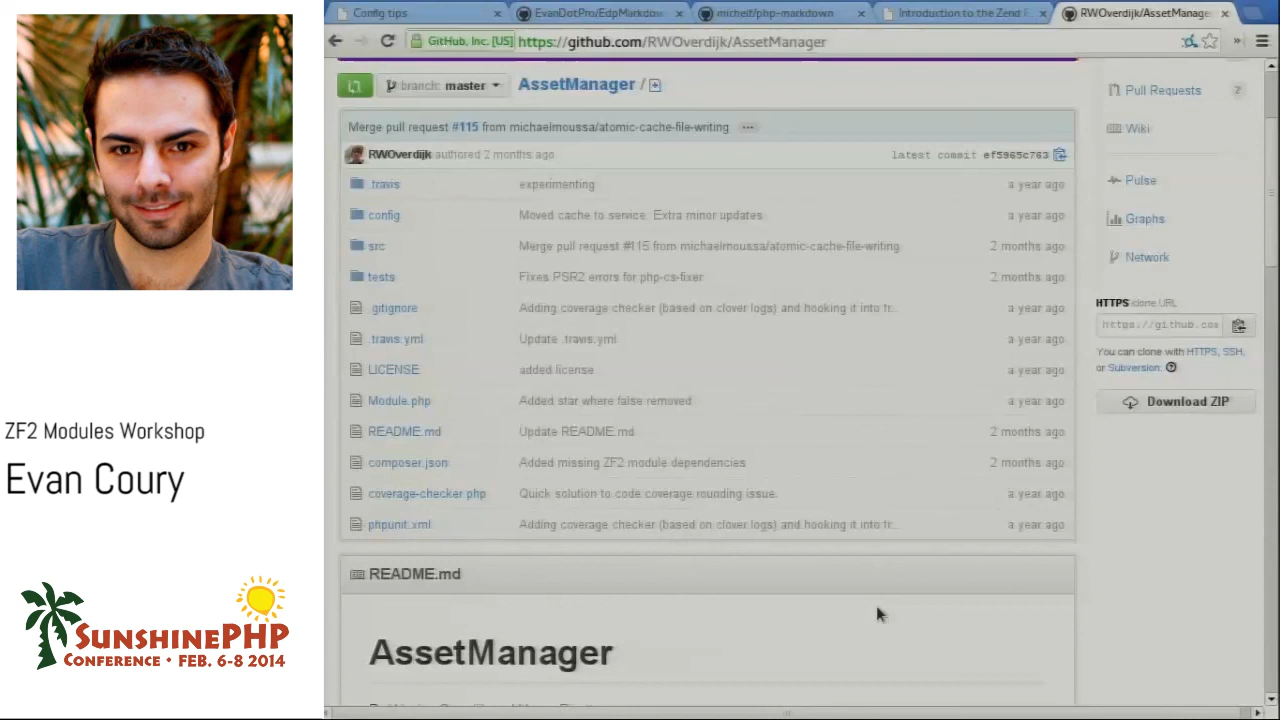 Config tips
EvanDotPro/EdpMarkdow
michelf/php-markdown
Introduction to the Zend F
RWOverdijk/AssetManage
GitHub, Inc. [US] https://github.com/RWOverdijk/AssetManager
branch: master
AssetManager /
Pull Requests 2
Wiki
Pulse
Graphs
Network
HTTPS clone URL
https://github.com
You can clone with HTTPS, SSH,
or Subversion.
Download ZIP
Merge pull request #115 from michaelmoussa/atomic-cache-file-writing ...
RWOverdijk authored 2 months ago latest commit ef5965c763
.travis experimenting a year ago
config Moved cache to service. Extra minor updates a year ago
src Merge pull request #115 from michaelmoussa/atomic-cache-file-writing 2 months ago
tests Fixes PSR2 errors for php-cs-fixer 2 months ago
.gitignore Adding coverage checker (based on clover logs) and hooking it into tr... a year ago
.travis.yml Update .travis.yml a year ago
LICENSE added license a year ago
Module.php Added star where false removed a year ago
README.md Update README.md 2 months ago
composer.json Added missing ZF2 module dependencies 2 months ago
coverage-checker.php Quick solution to code coverage rounding issue. a year ago
phpunit.xml Adding coverage checker (based on clover logs) and hooking it into tr... a year ago
README.md
AssetManager
ZF2 Modules Workshop
Evan Coury
SUNSHINEPHP
CONFERENCE • FEB. 6-8 2014